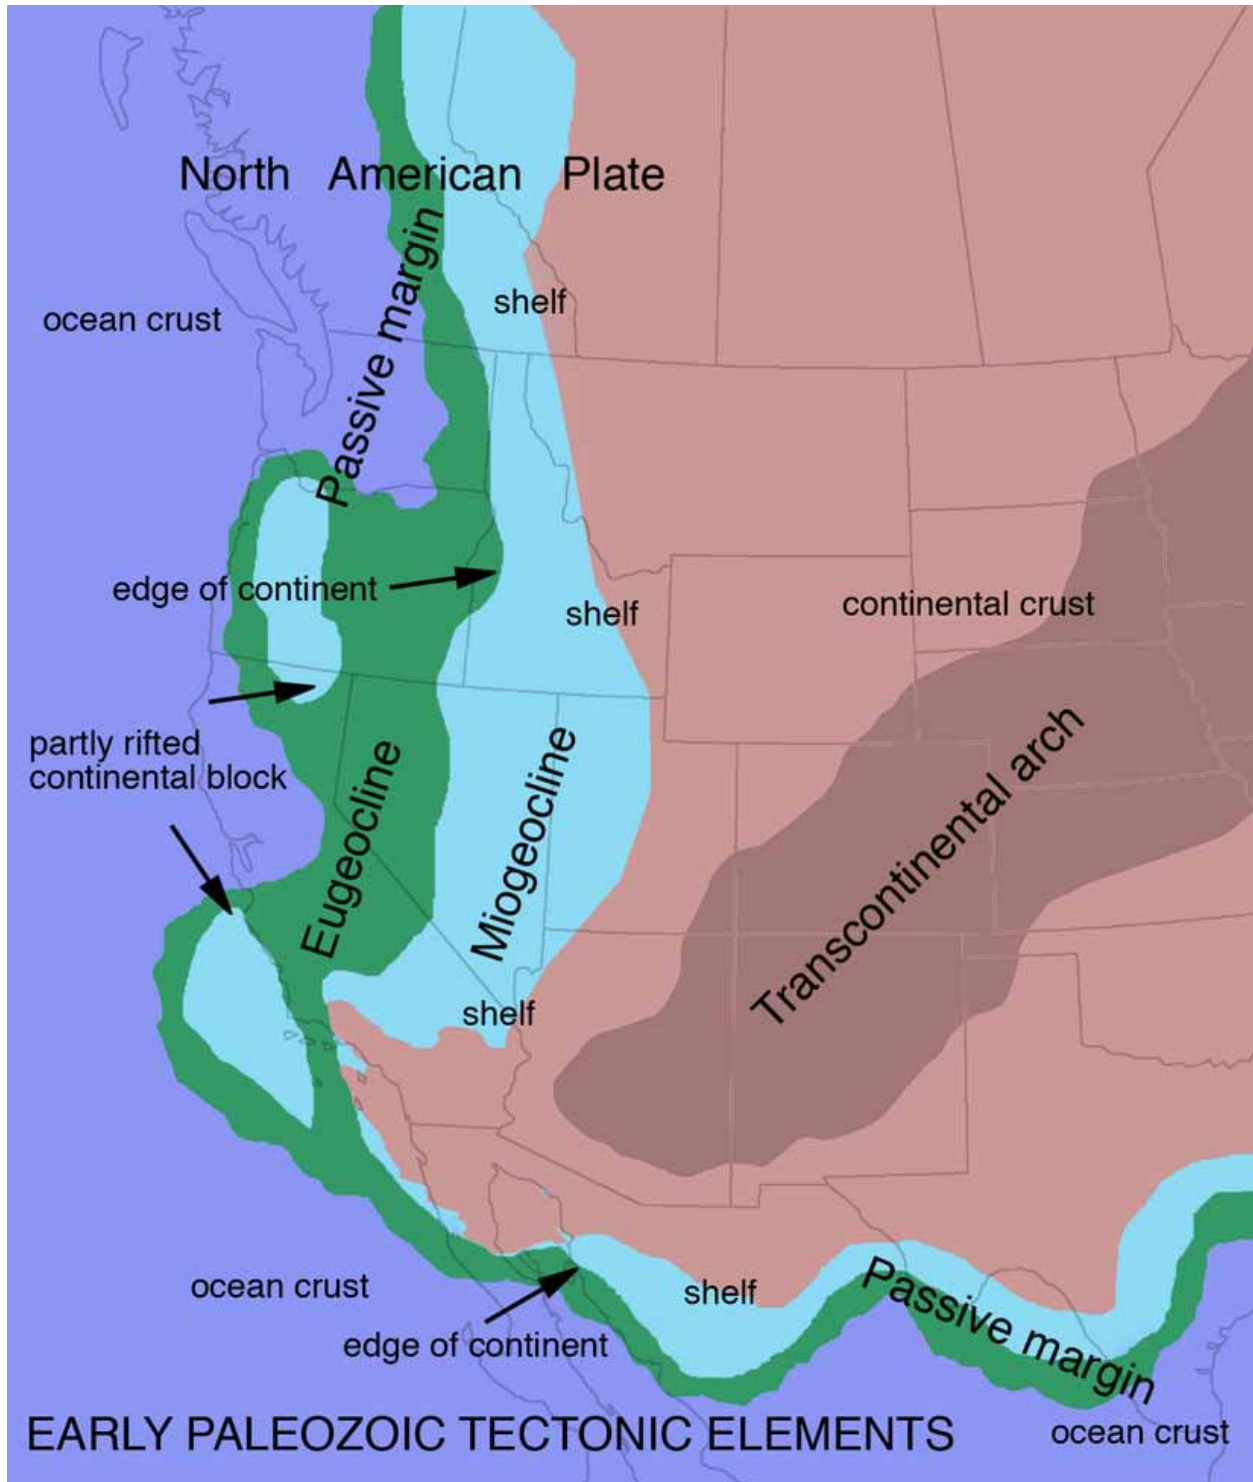 North American Plate
Passive margin
shelf
ocean crust
edge of continent
shelf
continental crust
partly rifted
continental block
Eugeocline
Miogeocline
Transcontinental arch
shelf
ocean crust
shelf
Passive margin
edge of continent
EARLY PALEOZOIC TECTONIC ELEMENTS
ocean crust